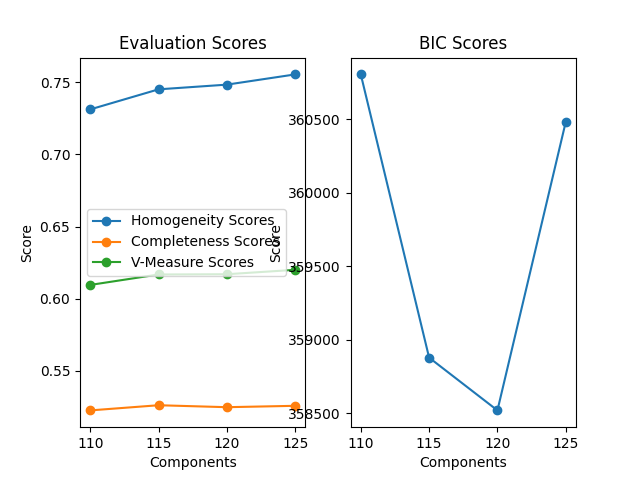 Evaluation Scores
0.75
0.70
0.65
0.60
0.55
Score
Homogeneity Scores
Completeness Scores
V-Measure Scores
110 115 120 125
Components
BIC Scores
360500
360000
359500
359000
358500
Score
110 115 120 125
Components